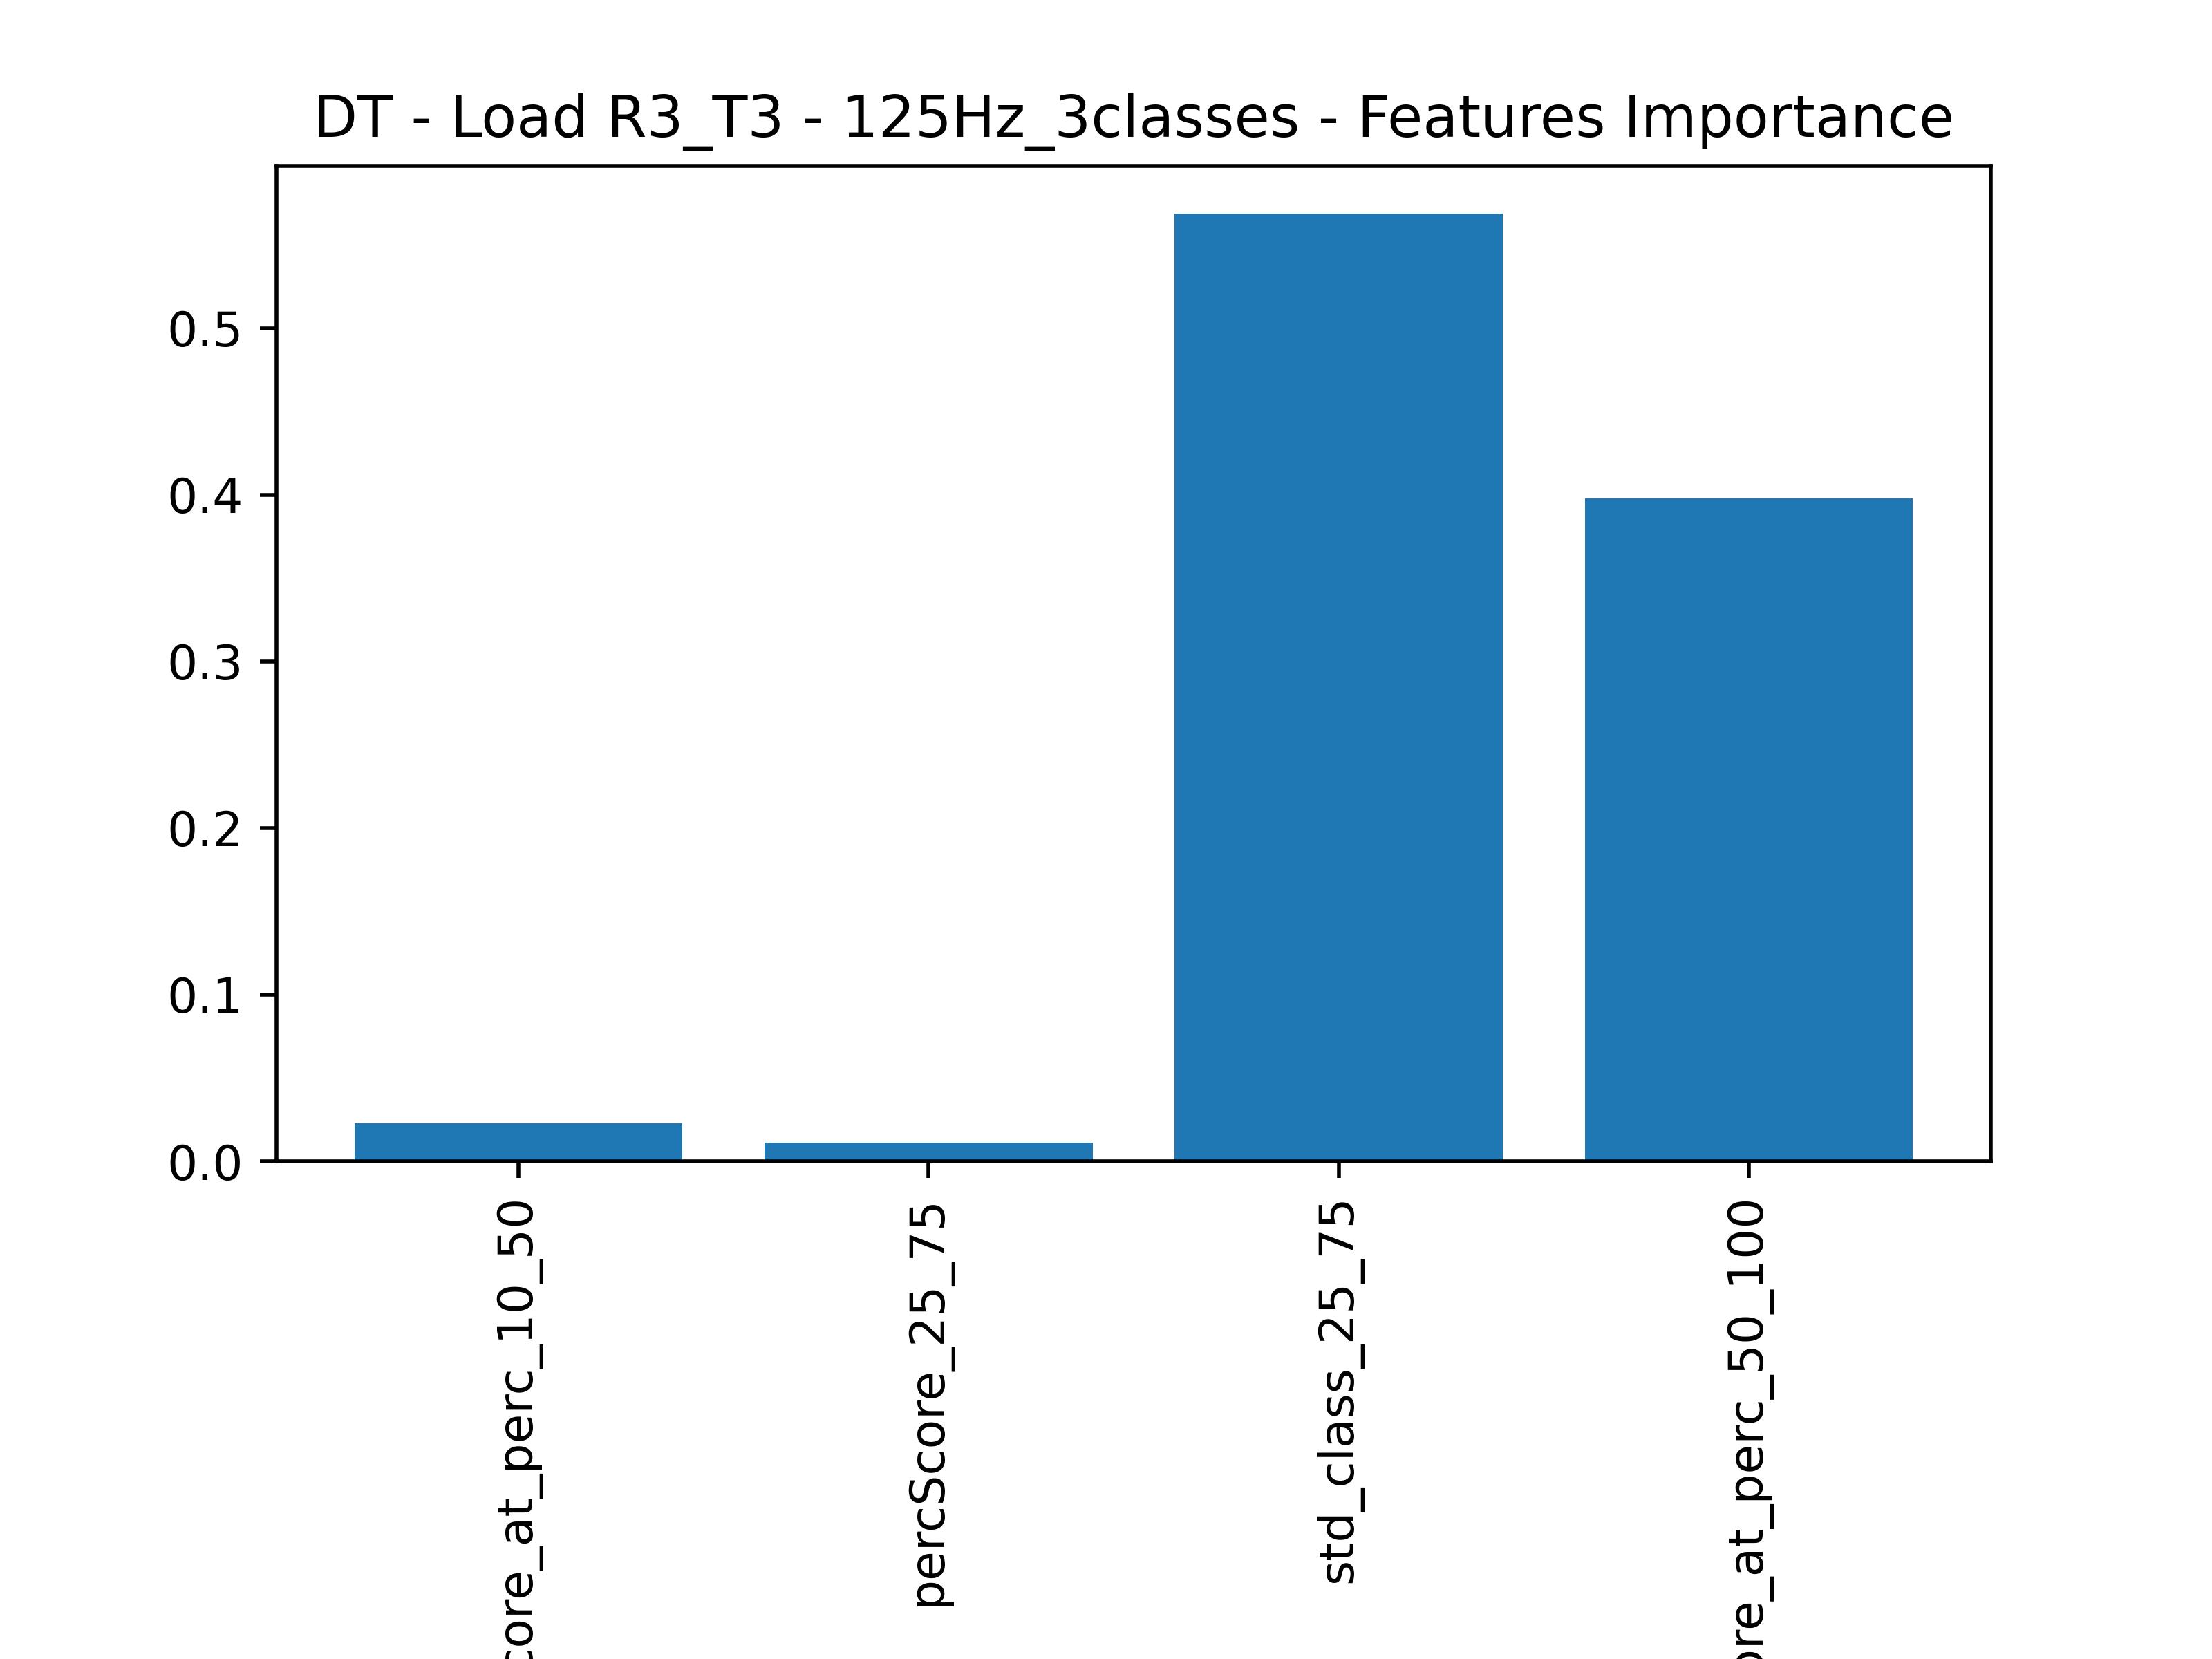 DT - Load R3_T3 - 125Hz_3classes - Features Importance
0.5
0.4
0.3
0.2
0.1
0.0
core_at_perc_10_50
percScore_25_75
std_class_25_75
ore_at_perc_50_100